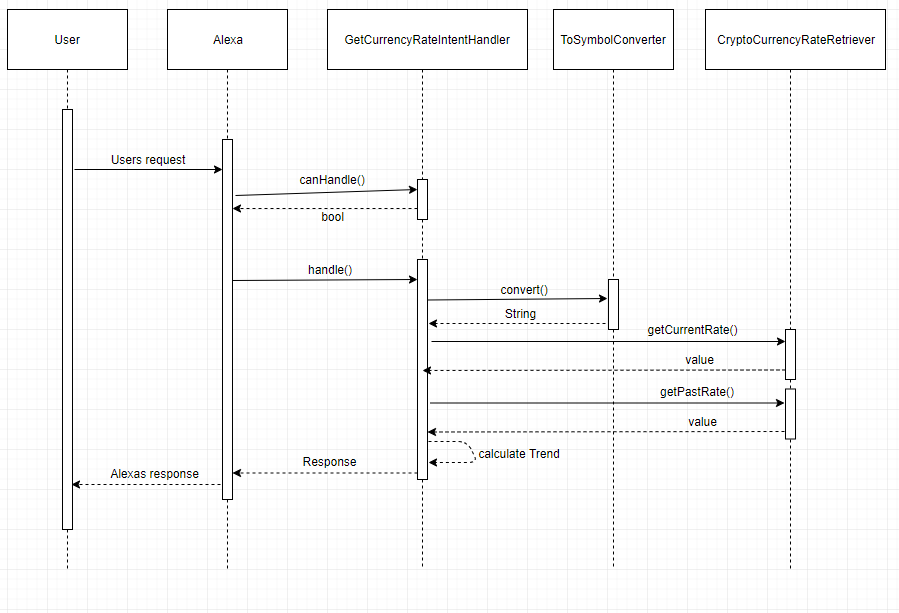 User
Alexa
GetCurrencyRateIntentHandler
ToSymbolConverter
CryptoCurrencyRateRetriever
Users request
canHandle()
bool
handle()
convert()
String
getCurrentRate()
value
getPastRate()
value
calculate Trend
Response
Alexas response